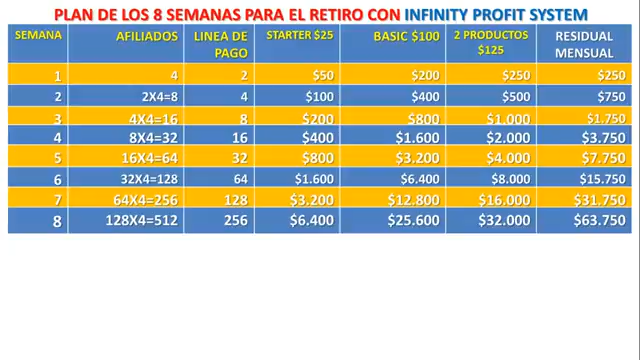 PLAN DE LOS 8 SEMANAS PARA EL RETIRO CON INFINITY PROFIT SYSTEM
SEMANA AFILIADOS LINEA DE PAGO STARTER $25 BASIC $100 2 PRODUCTOS $125 RESIDUAL MENSUAL
1 4 2 $50 $200 $250 $250
2 2X4=8 4 $100 $400 $500 $750
3 4X4=16 8 $200 $800 $1.000 $1.750
4 8X4=32 16 $400 $1.600 $2.000 $3.750
5 16X4=64 32 $800 $3.200 $4.000 $7.750
6 32X4=128 64 $1.600 $6.400 $8.000 $15.750
7 64X4=256 128 $3.200 $12.800 $16.000 $31.750
8 128X4=512 256 $6.400 $25.600 $32.000 $63.750